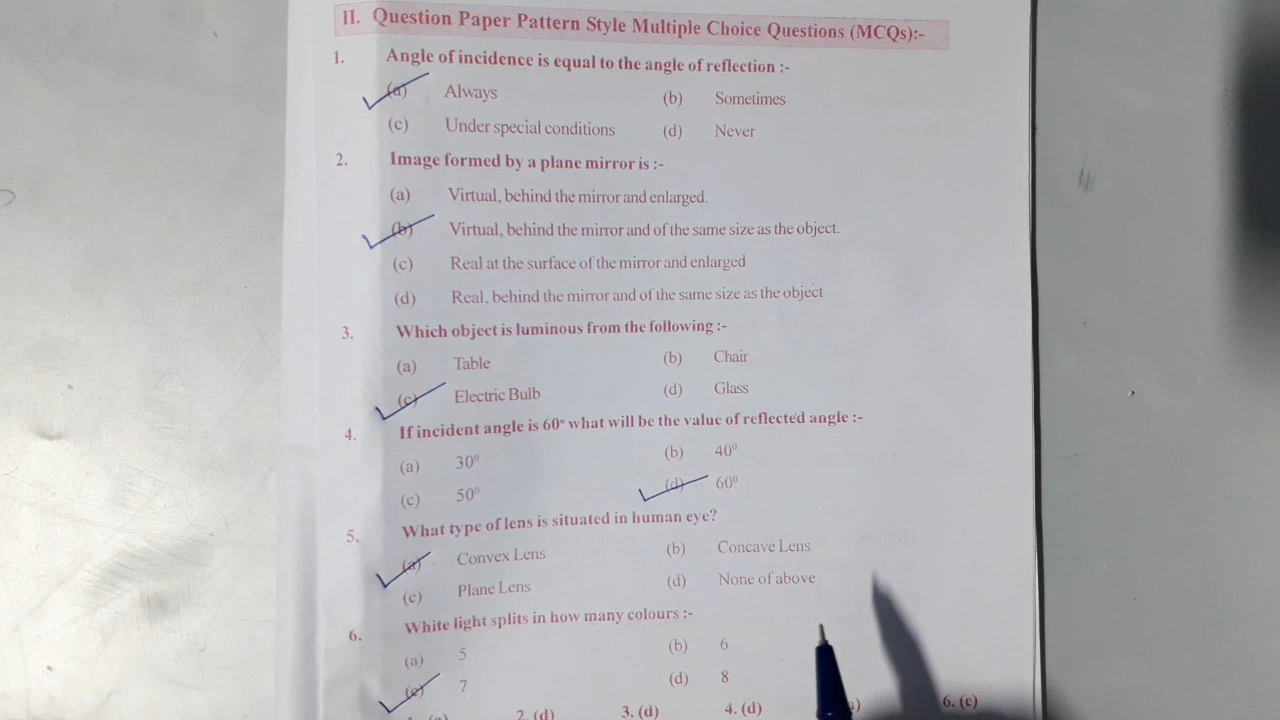 II. Question Paper Pattern Style Multiple Choice Questions (MCQs):-
1. Angle of incidence is equal to the angle of reflection :-
(a) Always (b) Sometimes
(c) Under special conditions (d) Never
2. Image formed by a plane mirror is :-
(a) Virtual, behind the mirror and enlarged.
(b) Virtual, behind the mirror and of the same size as the object.
(c) Real at the surface of the mirror and enlarged
(d) Real, behind the mirror and of the same size as the object
3. Which object is luminous from the following :-
(a) Table (b) Chair
(c) Electric Bulb (d) Glass
4. If incident angle is 60° what will be the value of reflected angle :-
(a) 30° (b) 40°
(c) 50° (d) 60°
5. What type of lens is situated in human eye?
(a) Convex Lens (b) Concave Lens
(c) Plane Lens (d) None of above
6. White light splits in how many colours :-
(a) 5 (b) 6
(c) 7 (d) 8
2. (d) 3. (d) 4. (d) 6. (c)